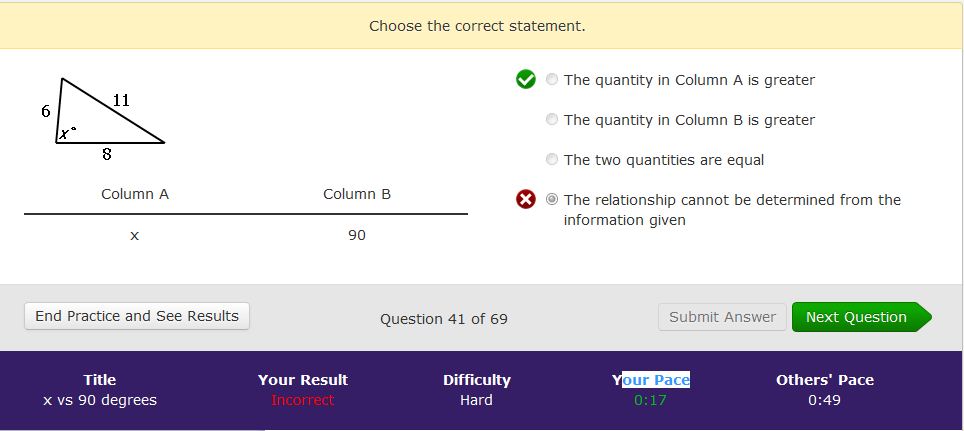 Choose the correct statement.
6
11
x°
8
Column A
Column B
x
90
The quantity in Column A is greater
The quantity in Column B is greater
The two quantities are equal
The relationship cannot be determined from the
information given
End Practice and See Results
Question 41 of 69
Submit Answer
Next Question
Title
Your Result
Difficulty
Your Pace
Others' Pace
x vs 90 degrees
Incorrect
Hard
0:17
0:49